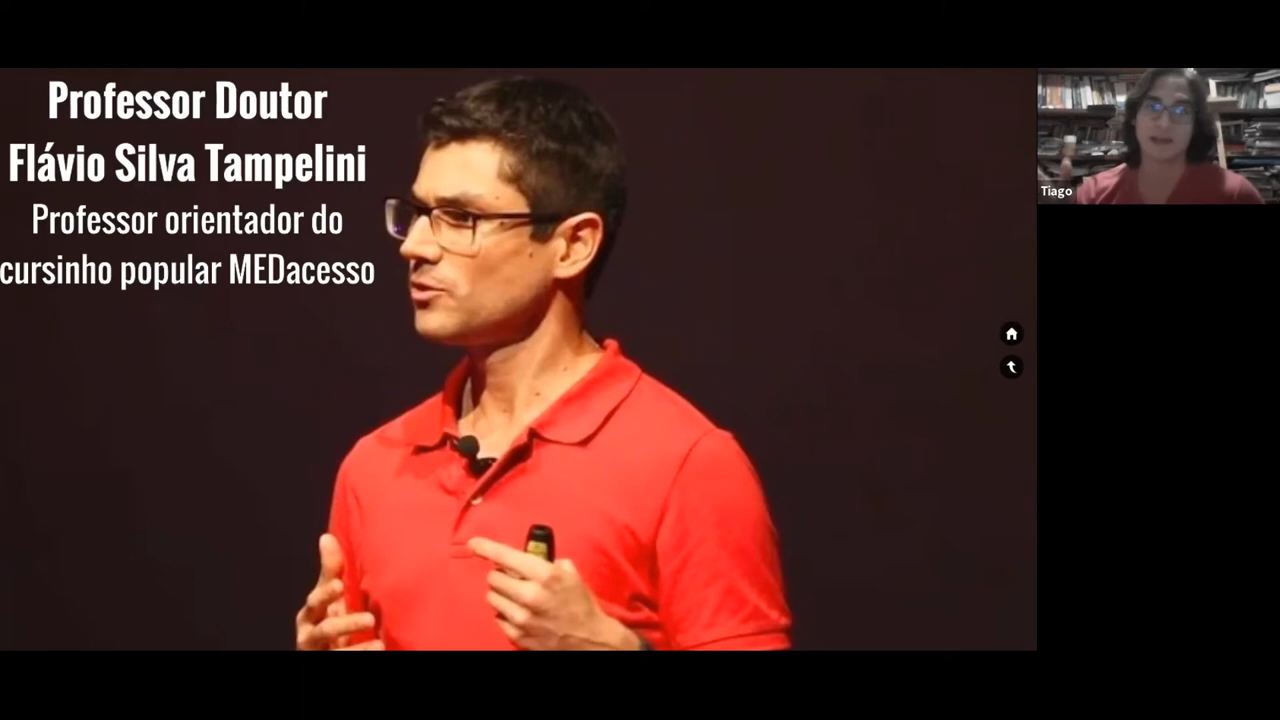 Professor Doutor
Flávio Silva Tampelini
Professor orientador do
cursinho popular MEDacesso
Tiago